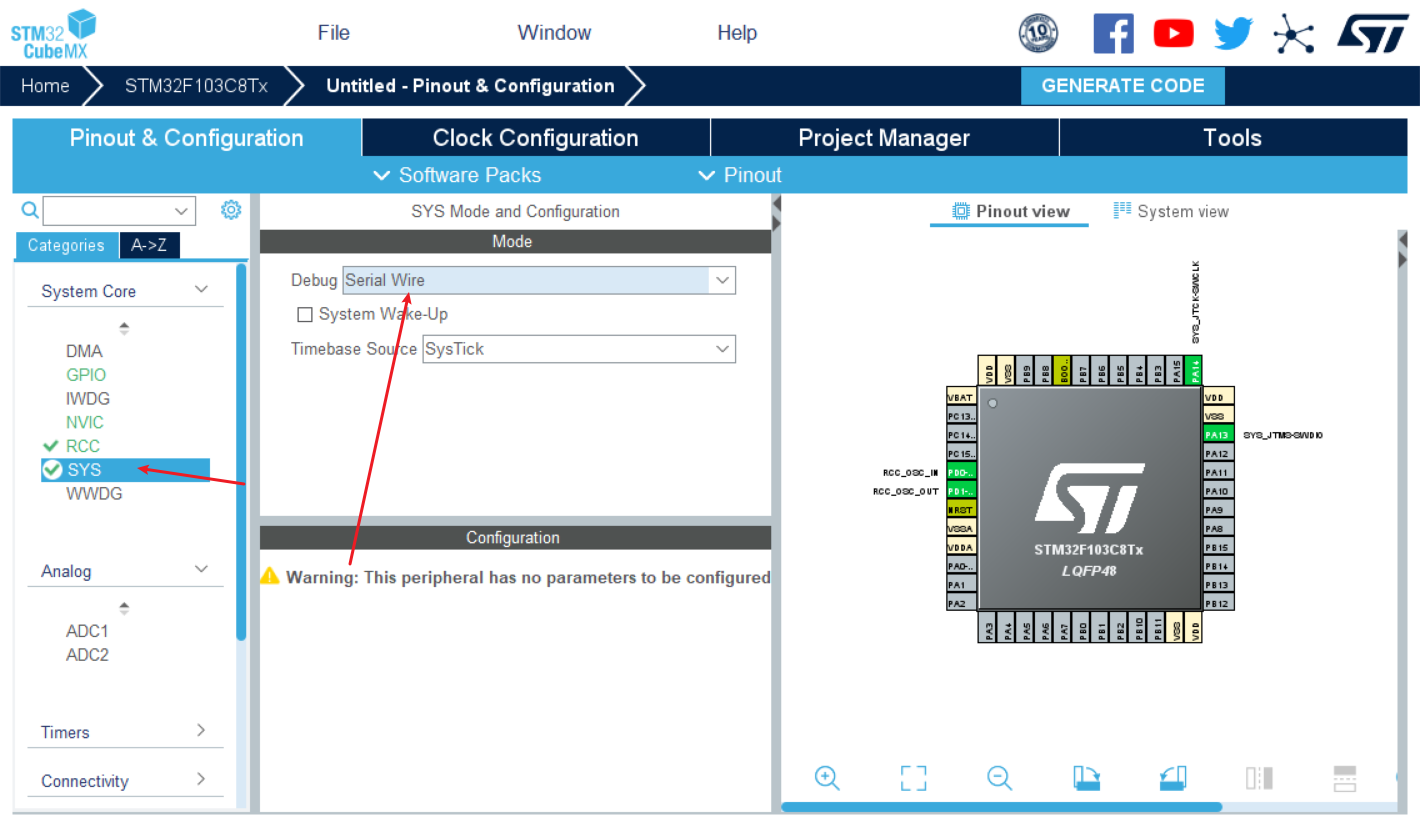 STM32
CubeMX
File
Window
Help
10
Home
STM32F103C8Tx
Untitled - Pinout & Configuration
GENERATE CODE
Pinout & Configuration
Clock Configuration
Project Manager
Tools
Software Packs
Pinout
Categories
A->Z
System Core
DMA
GPIO
IWDG
NVIC
RCC
SYS
WWDG
Analog
ADC1
ADC2
Timers
Connectivity
SYS Mode and Configuration
Mode
Debug Serial Wire
System Wake-Up
Timebase Source SysTick
Configuration
Warning: This peripheral has no parameters to be configured
Pinout view
System view
SYS_JTCK-SWCLK
VDD
VSS
PB9
PB8
BOO..
PB7
PB6
PB5
PB4
PB3
PA15
PA14
VBAT
PC13..
PC14..
PC15..
RCC_OSC_IN PD0-..
RCC_OSC_OUT PD1-..
NRST
VSSA
VDDA
PA0-..
PA1
PA2
ST
STM32F103C8Tx
LQFP48
VDD
VSS
PA13 SYS_JTMS-SWDIO
PA12
PA11
PA10
PA9
PA8
PB15
PB14
PB13
PB12
PA3
PA4
PA5
PA6
PA7
PB0
PB1
PB2
PB10
PB11
VSS
VDD